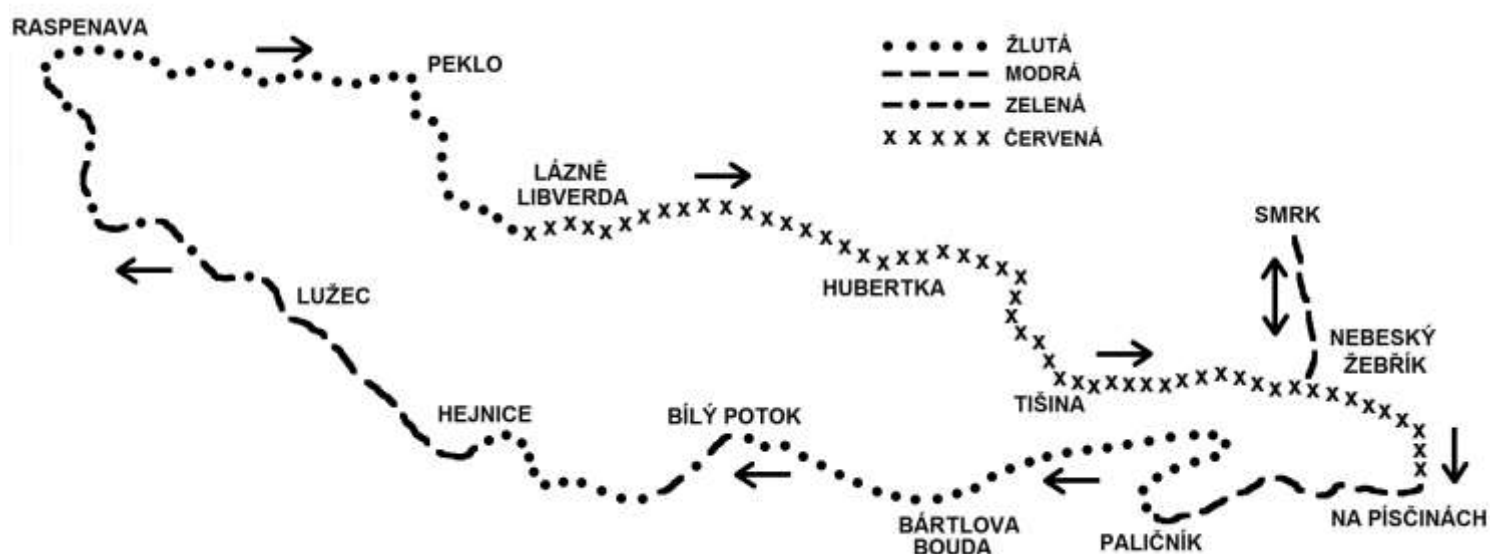 RASPENAVA
PEKLO
ŽLUTÁ
MODRÁ
ZELENÁ
X X X X X ČERVENÁ
LÁZNĚ
LIBVERDA
SMRK
HUBERTKA
LUŽEC
NEBESKÝ
ŽEBŘÍK
TIŠINA
HEJNICE
BÍLÝ POTOK
BÁRTLOVA
BOUDA
PALIČNÍK
NA PÍSČINÁCH